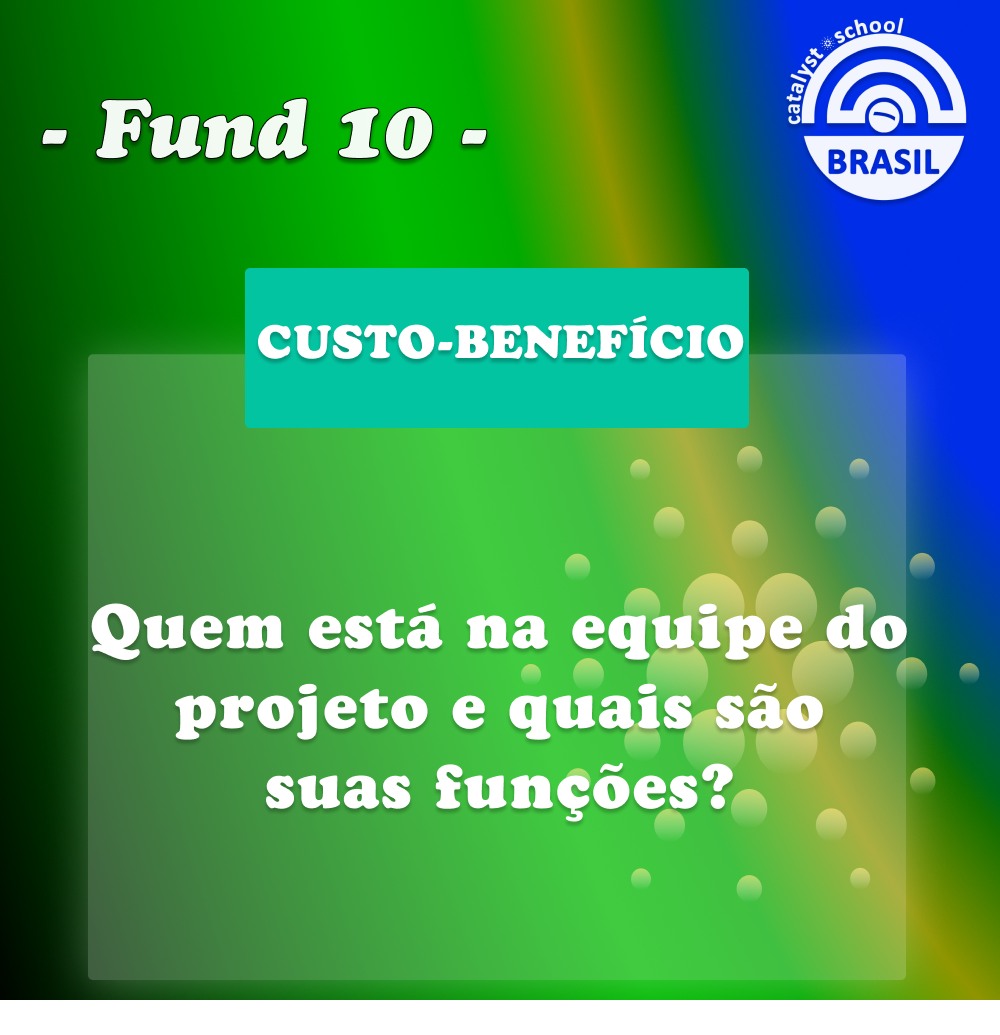 catalyst school
BRASIL
- Fund 10 -
CUSTO-BENEFÍCIO
Quem está na equipe do
projeto e quais são
suas funções?